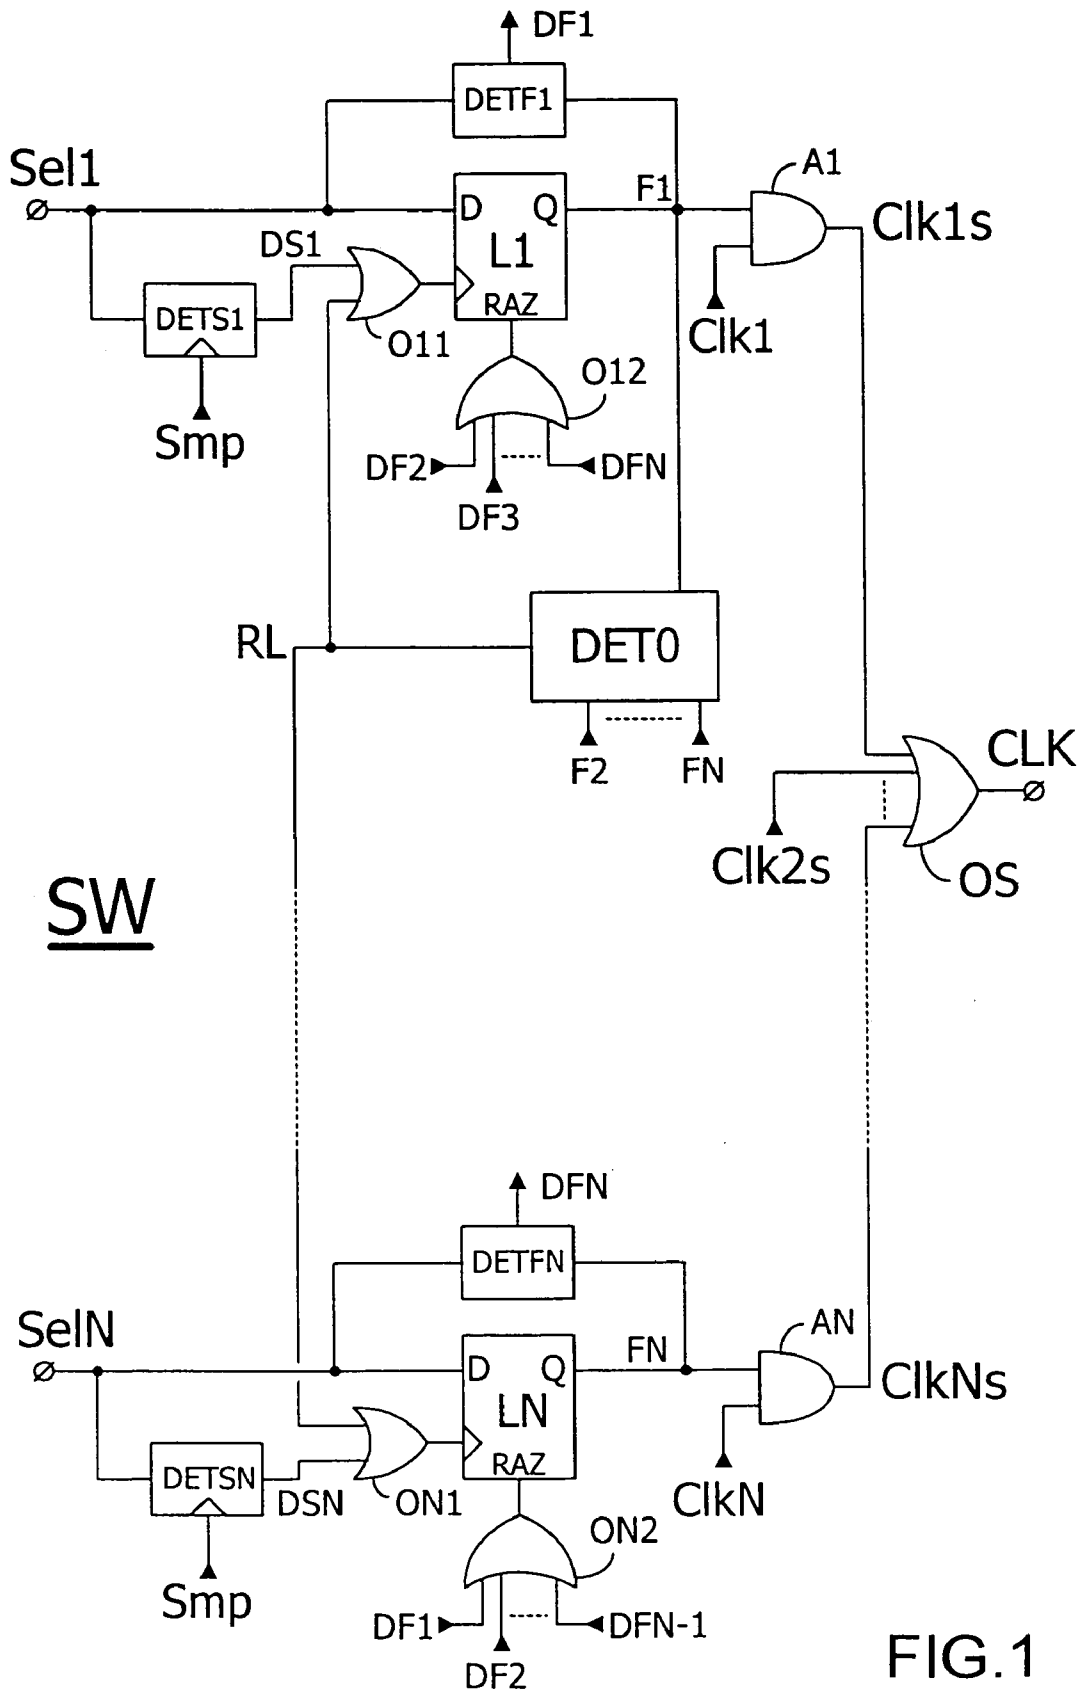 DF1
DETF1
Sel1
F1
A1
D Q
L1
RAZ
Clk1s
DS1
DETS1
O11
Clk1
O12
Smp
DF2
DFN
DF3
RL
DET0
F2
FN
CLK
Clk2s
OS
SW
DFN
DETFN
SelN
FN
AN
D Q
LN
RAZ
ClkNs
DETSN
DSN
ON1
ClkN
ON2
Smp
DF1
DFN-1
DF2
FIG.1